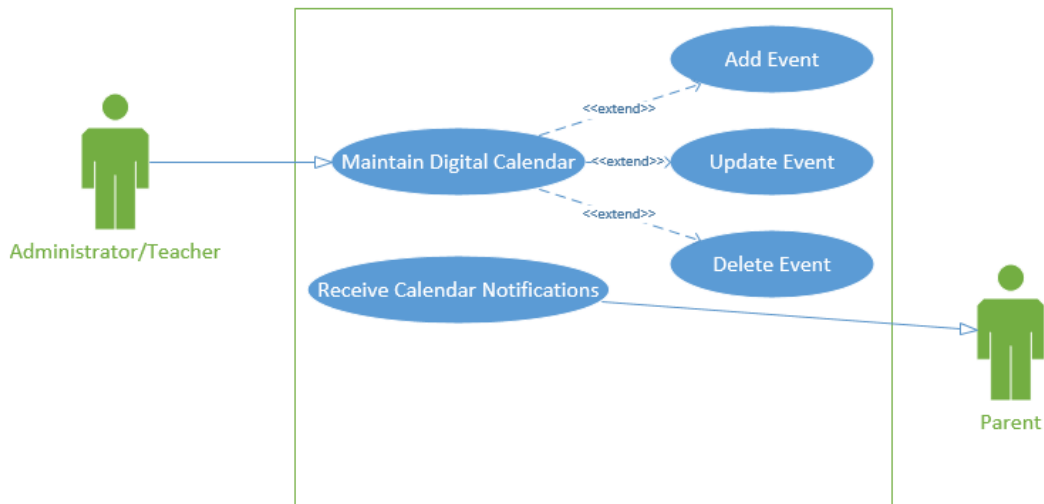 Add Event
<<extend>>
Maintain Digital Calendar
<<extend>>
Update Event
<<extend>>
Administrator/Teacher
Delete Event
Receive Calendar Notifications
Parent